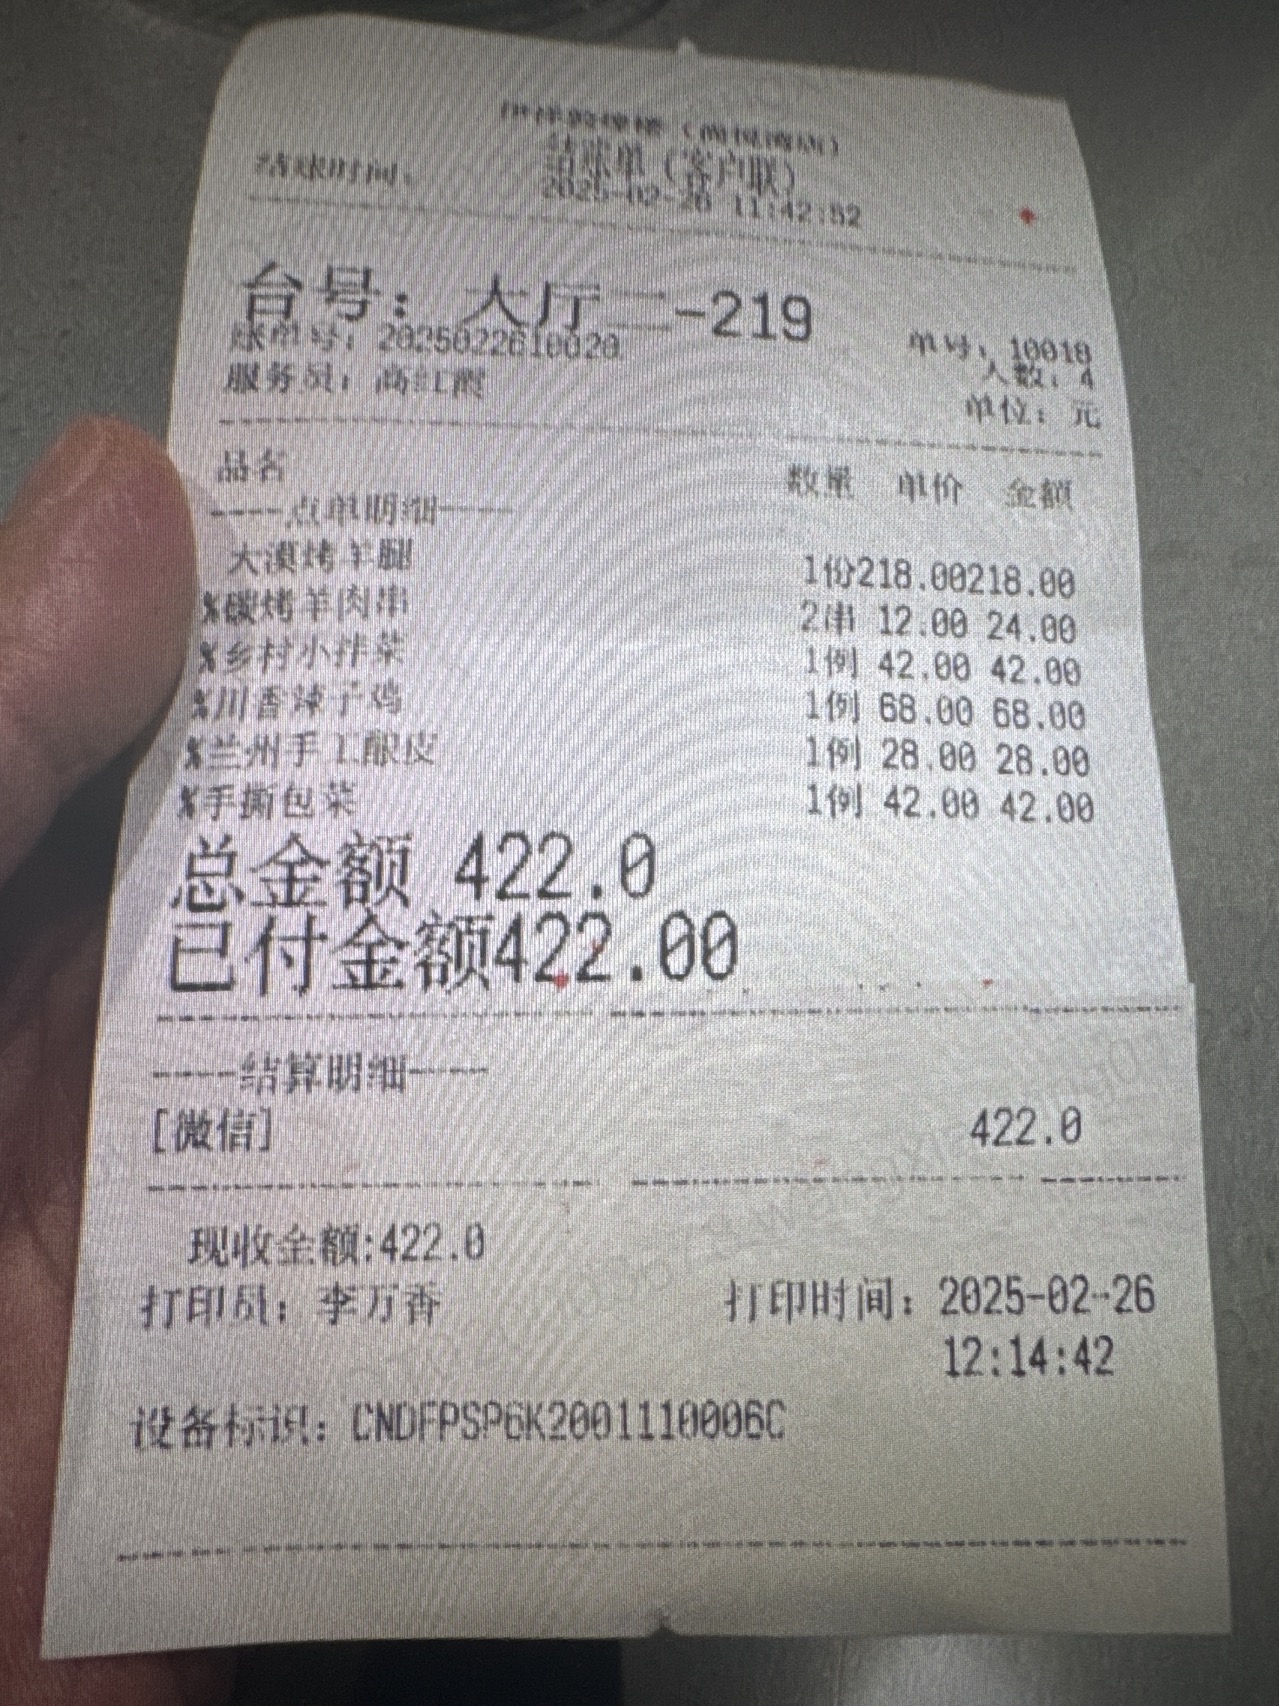 结账单（客户联）
结账时间： 2025-02-26 11:42:52
台号：大厅二-219
账单号：2025022610020 单号：10018
服务员：高红霞 人数：4
单位：元
品名 数量 单价 金额
----点单明细----
大漠烤羊腿 1份218.00218.00
%碳烤羊肉串 2串 12.00 24.00
%乡村小拌菜 1例 42.00 42.00
%川香辣子鸡 1例 68.00 68.00
%兰州手工酿皮 1例 28.00 28.00
%手撕包菜 1例 42.00 42.00
总金额 422.0
已付金额422.00
----结算明细----
[微信] 422.0
现收金额:422.0
打印员：李万香 打印时间：2025-02-26
12:14:42
设备标识：CNDFPSP6K2001110006C